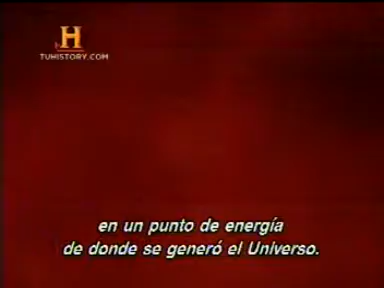 H
TUHISTORY.COM
en un punto de energía
de donde se generó el Universo.